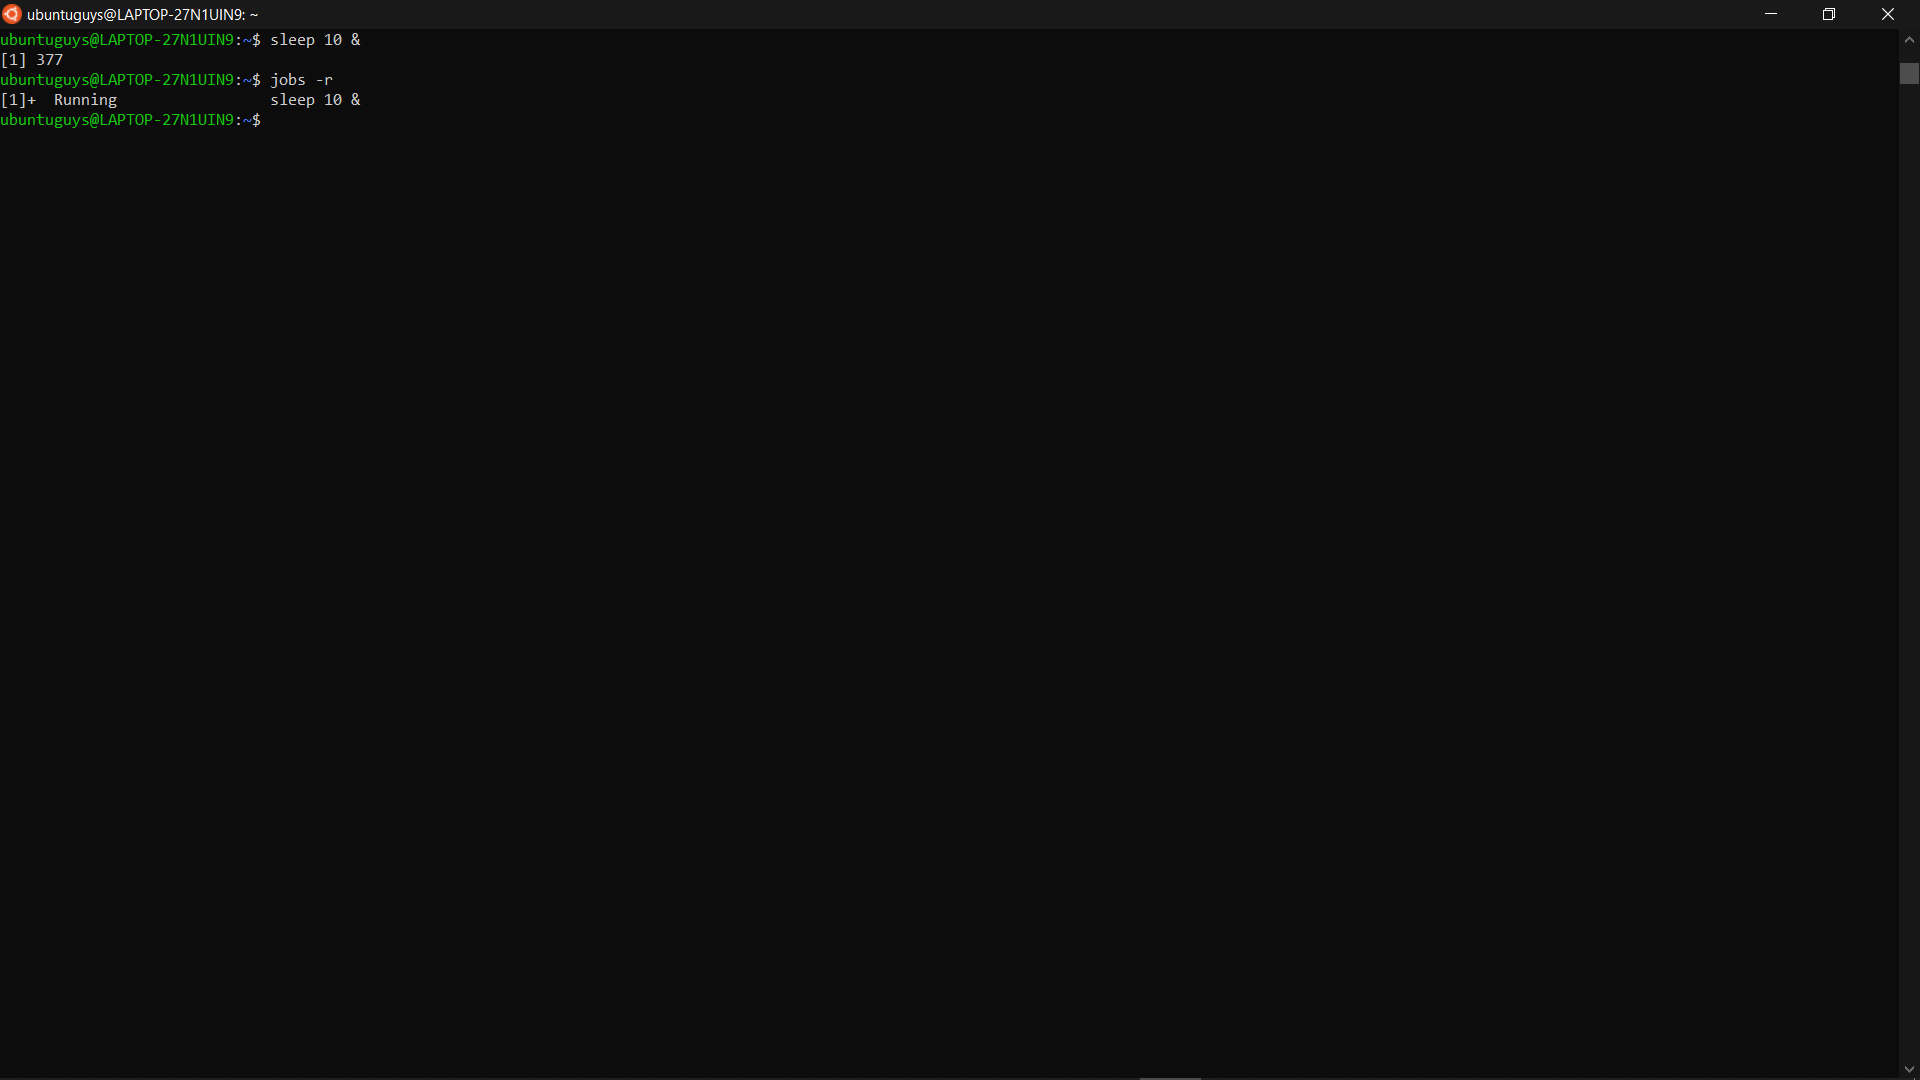 ubuntuguys@LAPTOP-27N1UIN9: ~
ubuntuguys@LAPTOP-27N1UIN9:~$ sleep 10 &
[1] 377
ubuntuguys@LAPTOP-27N1UIN9:~$ jobs -r
[1]+  Running                 sleep 10 &
ubuntuguys@LAPTOP-27N1UIN9:~$